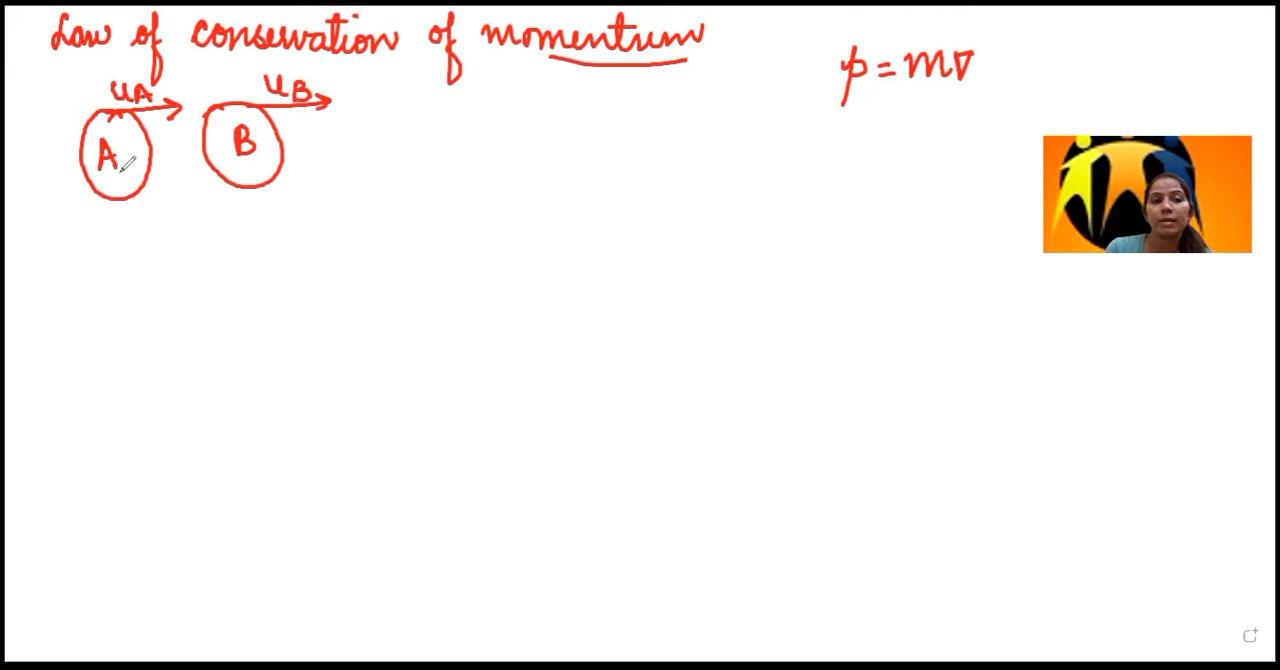 Law of conservation of momentum
p = mv
uA uB
A B